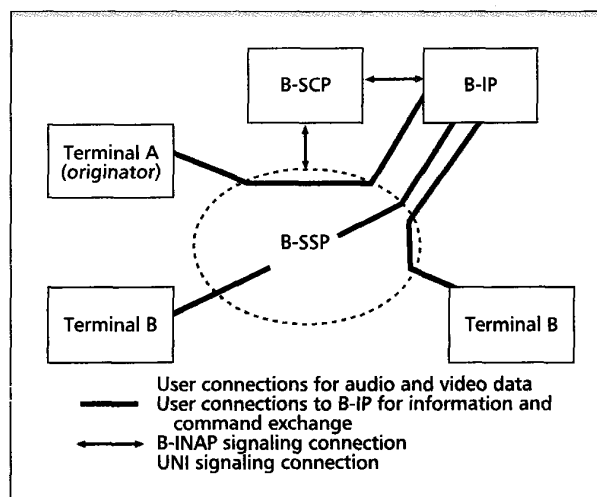 B-SCP
B-IP
Terminal A
(originator)
B-SSP
Terminal B
Terminal B
User connections for audio and video data
User connections to B-IP for information and
command exchange
B-INAP signaling connection
UNI signaling connection